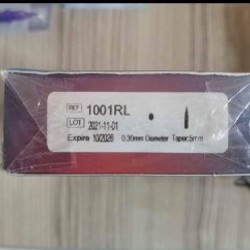 REF 1001RL
LOT 2021-11-01
Expire 10/2026 0.30mm Diameter Taper:5mm